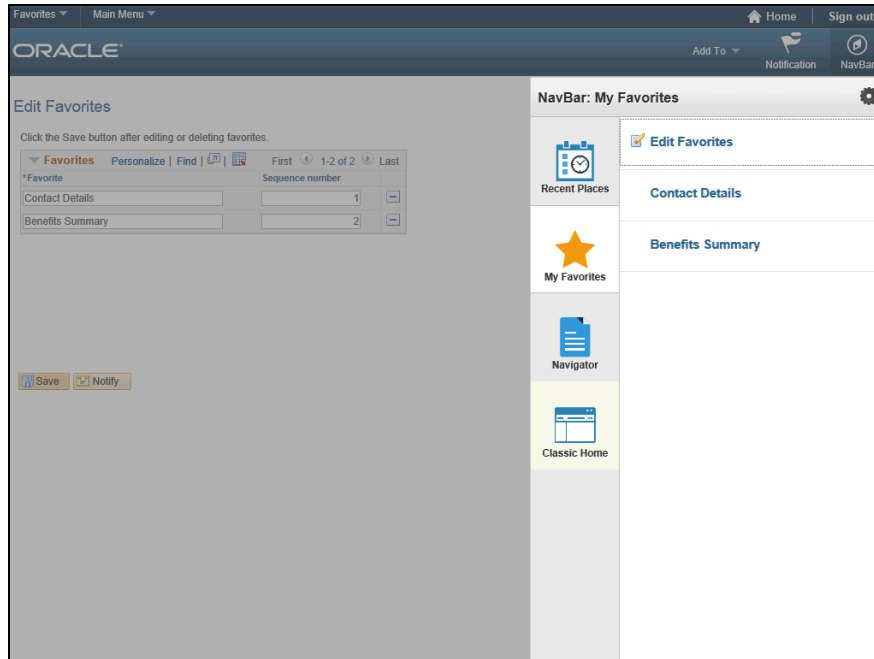 Favorites Main Menu Home Sign out
ORACLE Add To Notification NavBar
Edit Favorites
Click the Save button after editing or deleting favorites.
Favorites Personalize | Find | | First 1-2 of 2 Last
*Favorite Sequence number
Contact Details 1
Benefits Summary 2
Save Notify
NavBar: My Favorites
Recent Places
My Favorites
Navigator
Classic Home
Edit Favorites
Contact Details
Benefits Summary